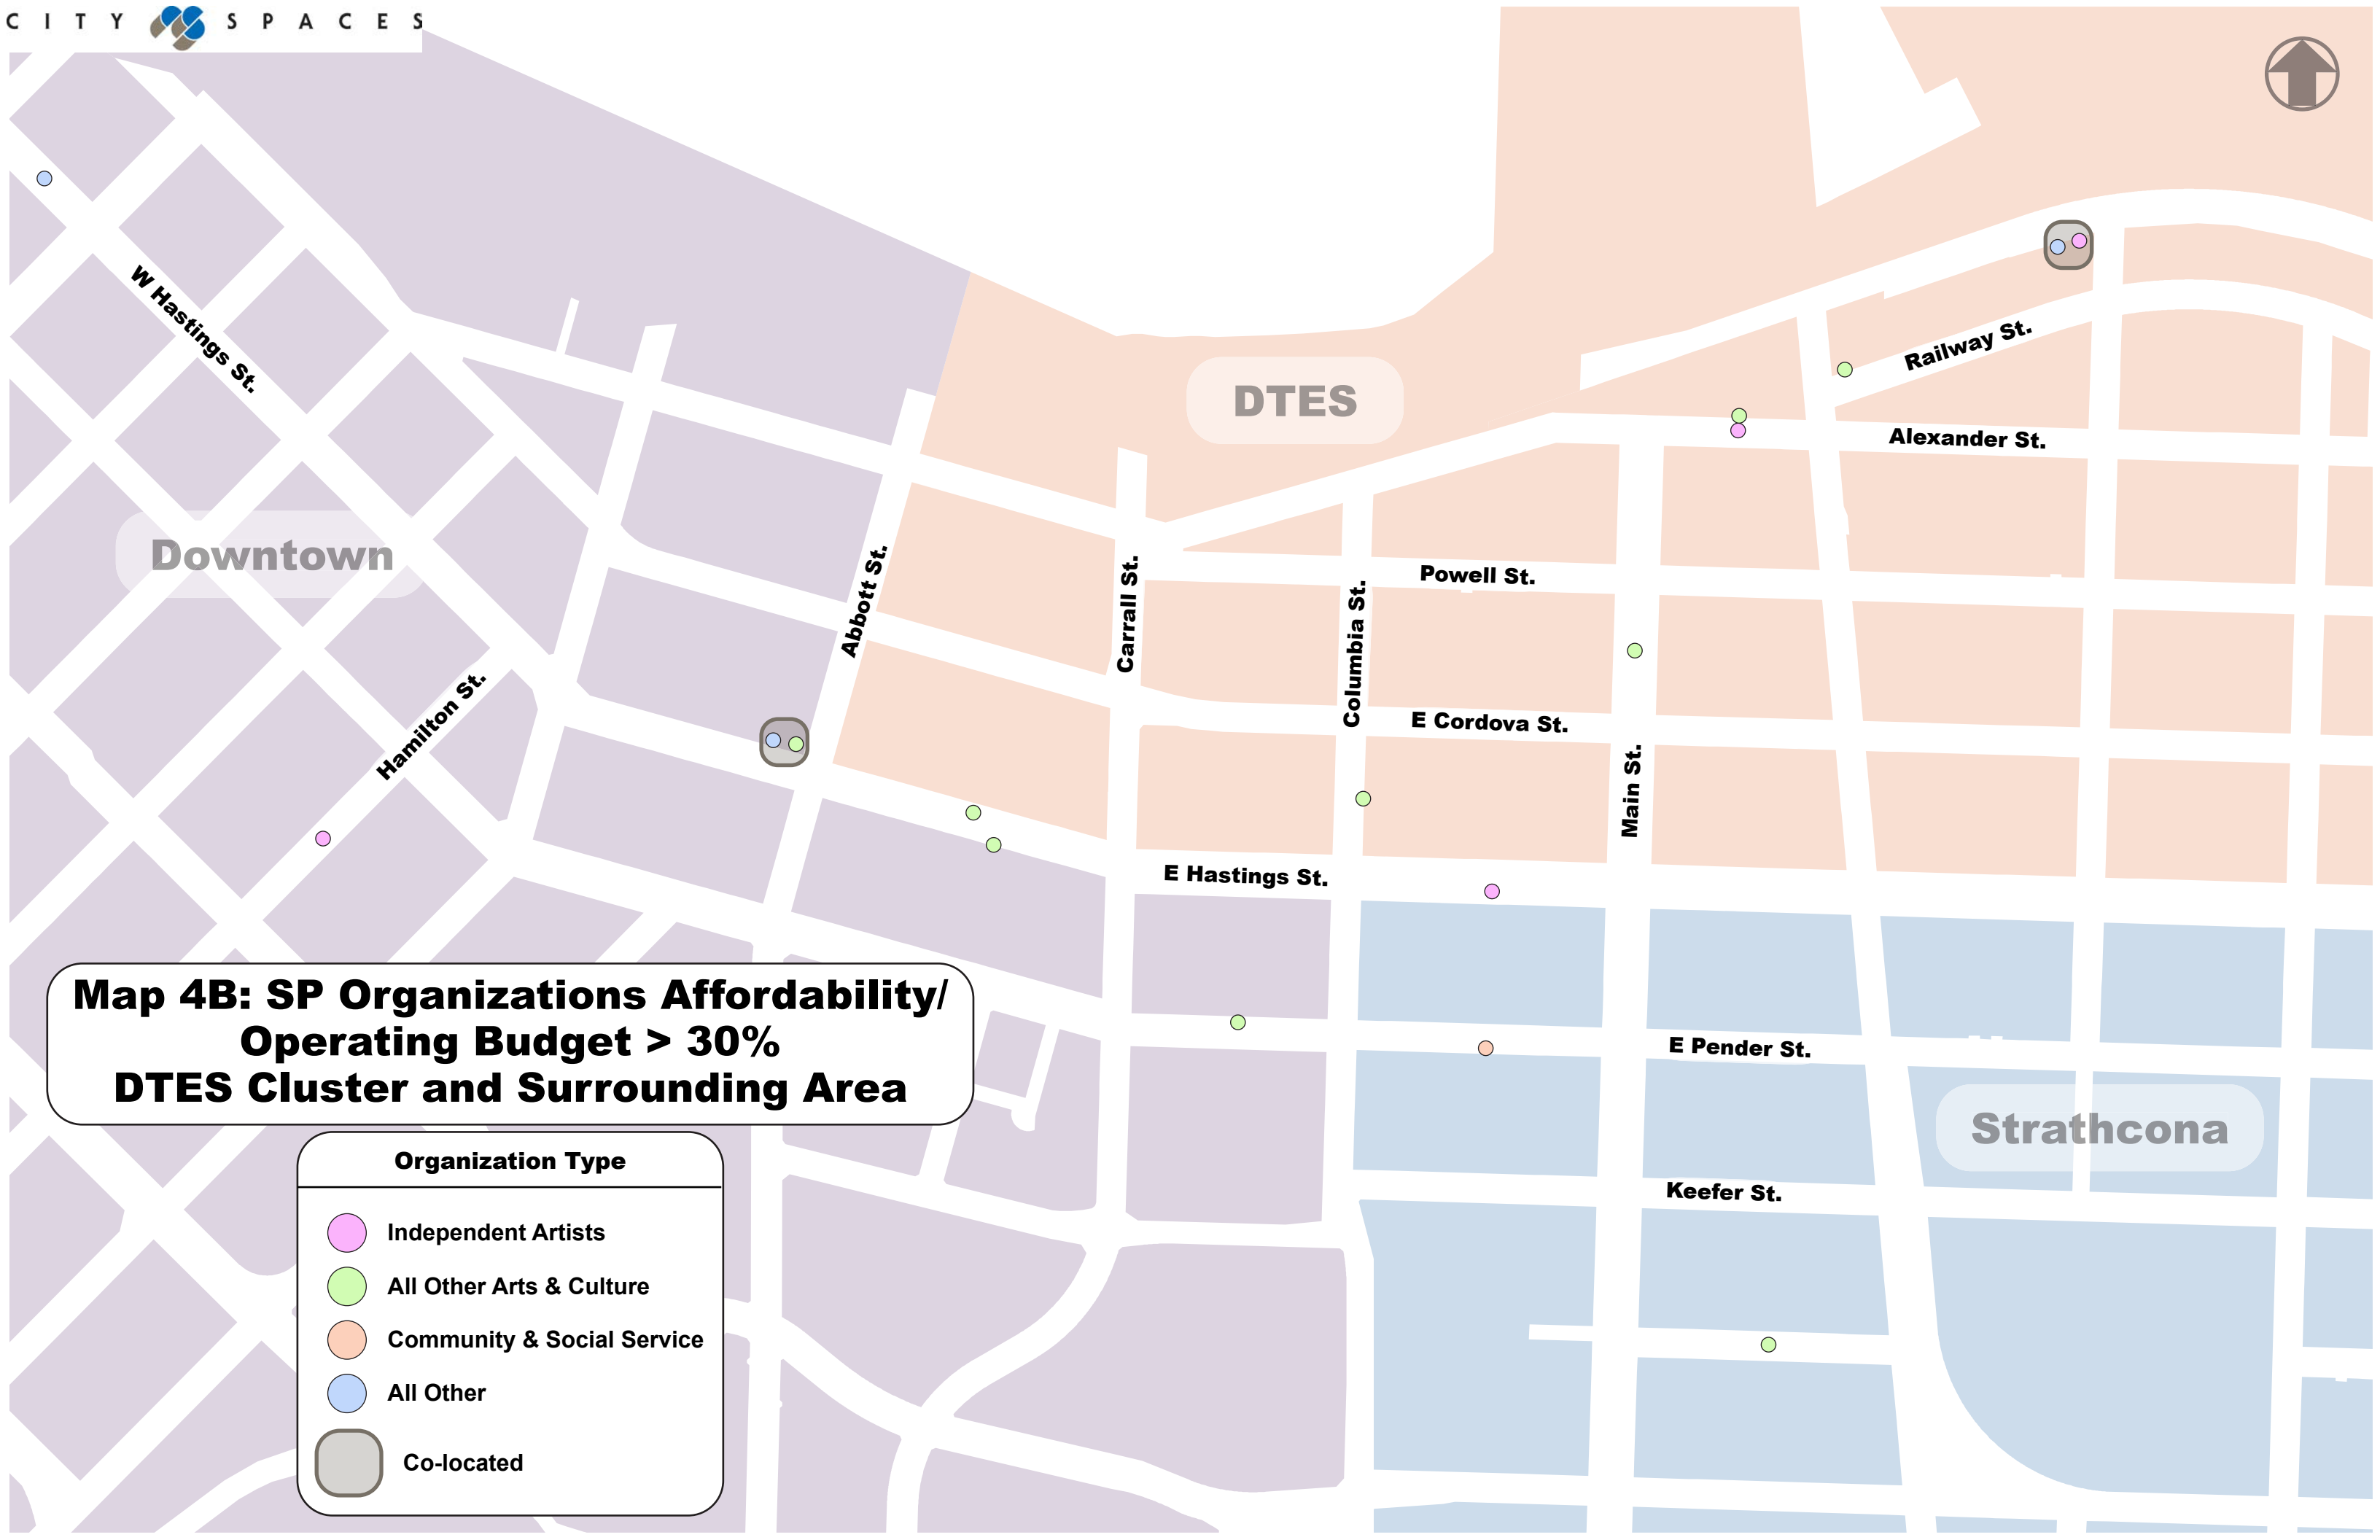 CITY SPACES
W Hastings St.
DTES
Railway St.
Alexander St.
Downtown
Abbott St.
Carrall St.
Columbia St.
Powell St.
Hamilton St.
E Cordova St.
Main St.
E Hastings St.
Map 4B: SP Organizations Affordability/
Operating Budget > 30%
DTES Cluster and Surrounding Area
E Pender St.
Strathcona
Keefer St.
Organization Type
Independent Artists
All Other Arts & Culture
Community & Social Service
All Other
Co-located